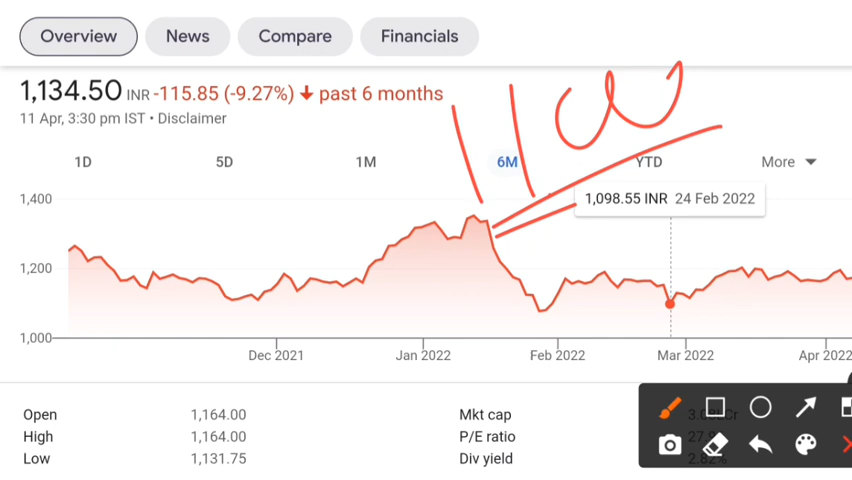 Overview News Compare Financials
1,134.50 INR -115.85 (-9.27%) ↓ past 6 months
11 Apr, 3:30 pm IST • Disclaimer
1D 5D 1M 6M YTD More
1,098.55 INR 24 Feb 2022
1,400
1,200
1,000
Dec 2021 Jan 2022 Feb 2022 Mar 2022 Apr 2022
Open 1,164.00 Mkt cap
High 1,164.00 P/E ratio
Low 1,131.75 Div yield